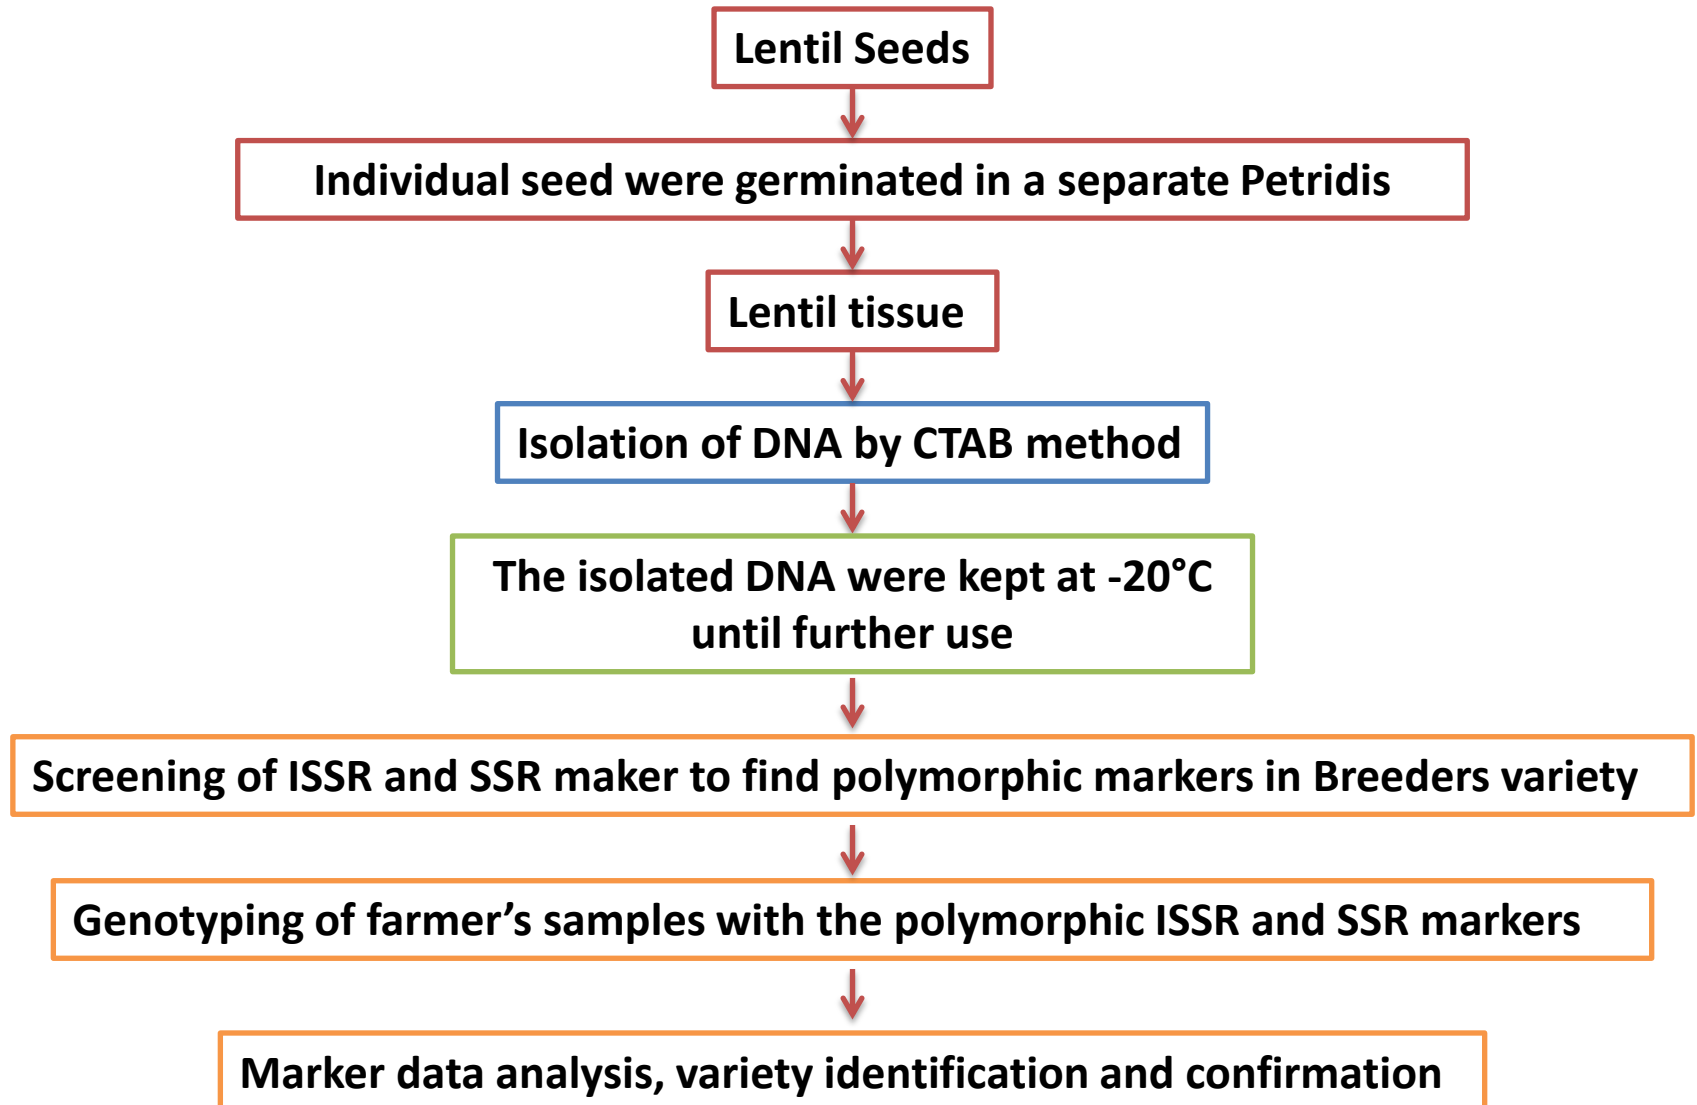 Lentil Seeds
Individual seed were germinated in a separate Petridis
Lentil tissue
Isolation of DNA by CTAB method
The isolated DNA were kept at -20°C
until further use
Screening of ISSR and SSR maker to find polymorphic markers in Breeders variety
Genotyping of farmer’s samples with the polymorphic ISSR and SSR markers
Marker data analysis, variety identification and confirmation